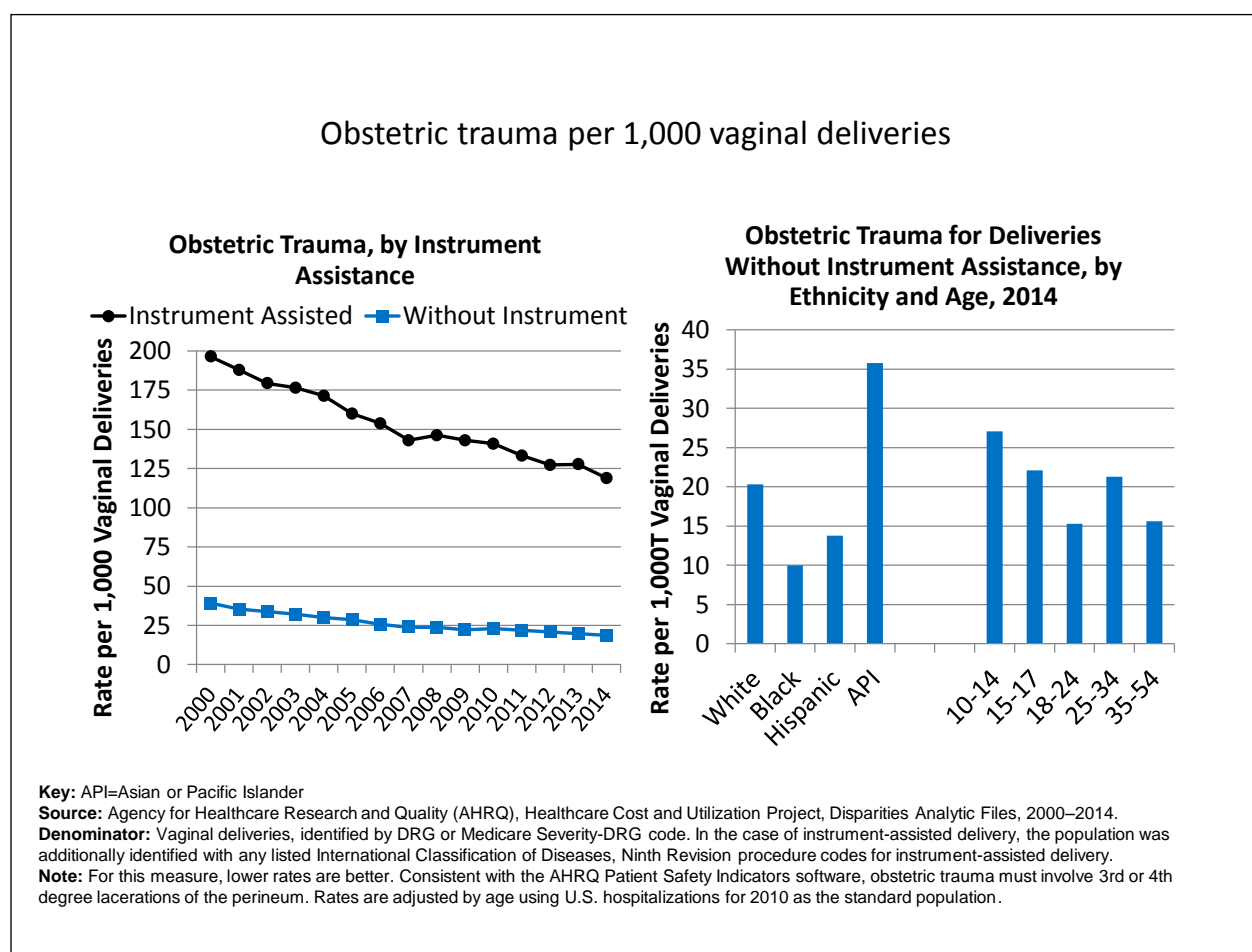 Obstetric trauma per 1,000 vaginal deliveries
Obstetric Trauma, by Instrument
Assistance
Instrument Assisted
Without Instrument
Rate per 1,000 Vaginal Deliveries
200
175
150
125
100
75
50
25
0
2000
2001
2002
2003
2004
2005
2006
2007
2008
2009
2010
2011
2012
2013
2014
Obstetric Trauma for Deliveries
Without Instrument Assistance, by
Ethnicity and Age, 2014
Rate per 1,000T Vaginal Deliveries
40
35
30
25
20
15
10
5
0
White
Black
Hispanic
API
10-14
15-17
18-24
25-34
35-54
Key: API=Asian or Pacific Islander
Source: Agency for Healthcare Research and Quality (AHRQ), Healthcare Cost and Utilization Project, Disparities Analytic Files, 2000–2014.
Denominator: Vaginal deliveries, identified by DRG or Medicare Severity-DRG code. In the case of instrument-assisted delivery, the population was
additionally identified with any listed International Classification of Diseases, Ninth Revision procedure codes for instrument-assisted delivery.
Note: For this measure, lower rates are better. Consistent with the AHRQ Patient Safety Indicators software, obstetric trauma must involve 3rd or 4th
degree lacerations of the perineum. Rates are adjusted by age using U.S. hospitalizations for 2010 as the standard population.